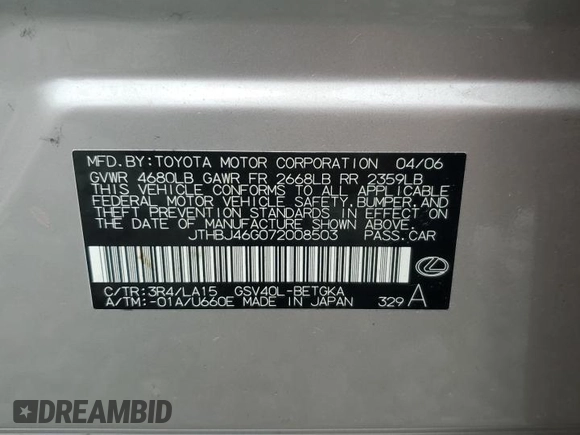 MFD.BY:TOYOTA MOTOR CORPORATION 04/06
GVWR 4680LB GAWR FR 2668LB RR 2359LB
THIS VEHICLE CONFORMS TO ALL APPLICABLE
FEDERAL MOTOR VEHICLE SAFETY,BUMPER,AND
THEFT PREVENTION STANDARDS IN EFFECT ON
THE DATE OF MANUFACTURE SHOWN ABOVE.
JTHBJ46G072008503 PASS.CAR
C/TR:3R4/LA15 GSV40L-BETGKA
A/TM:-01A/U660E MADE IN JAPAN 329 A
DREAMBID